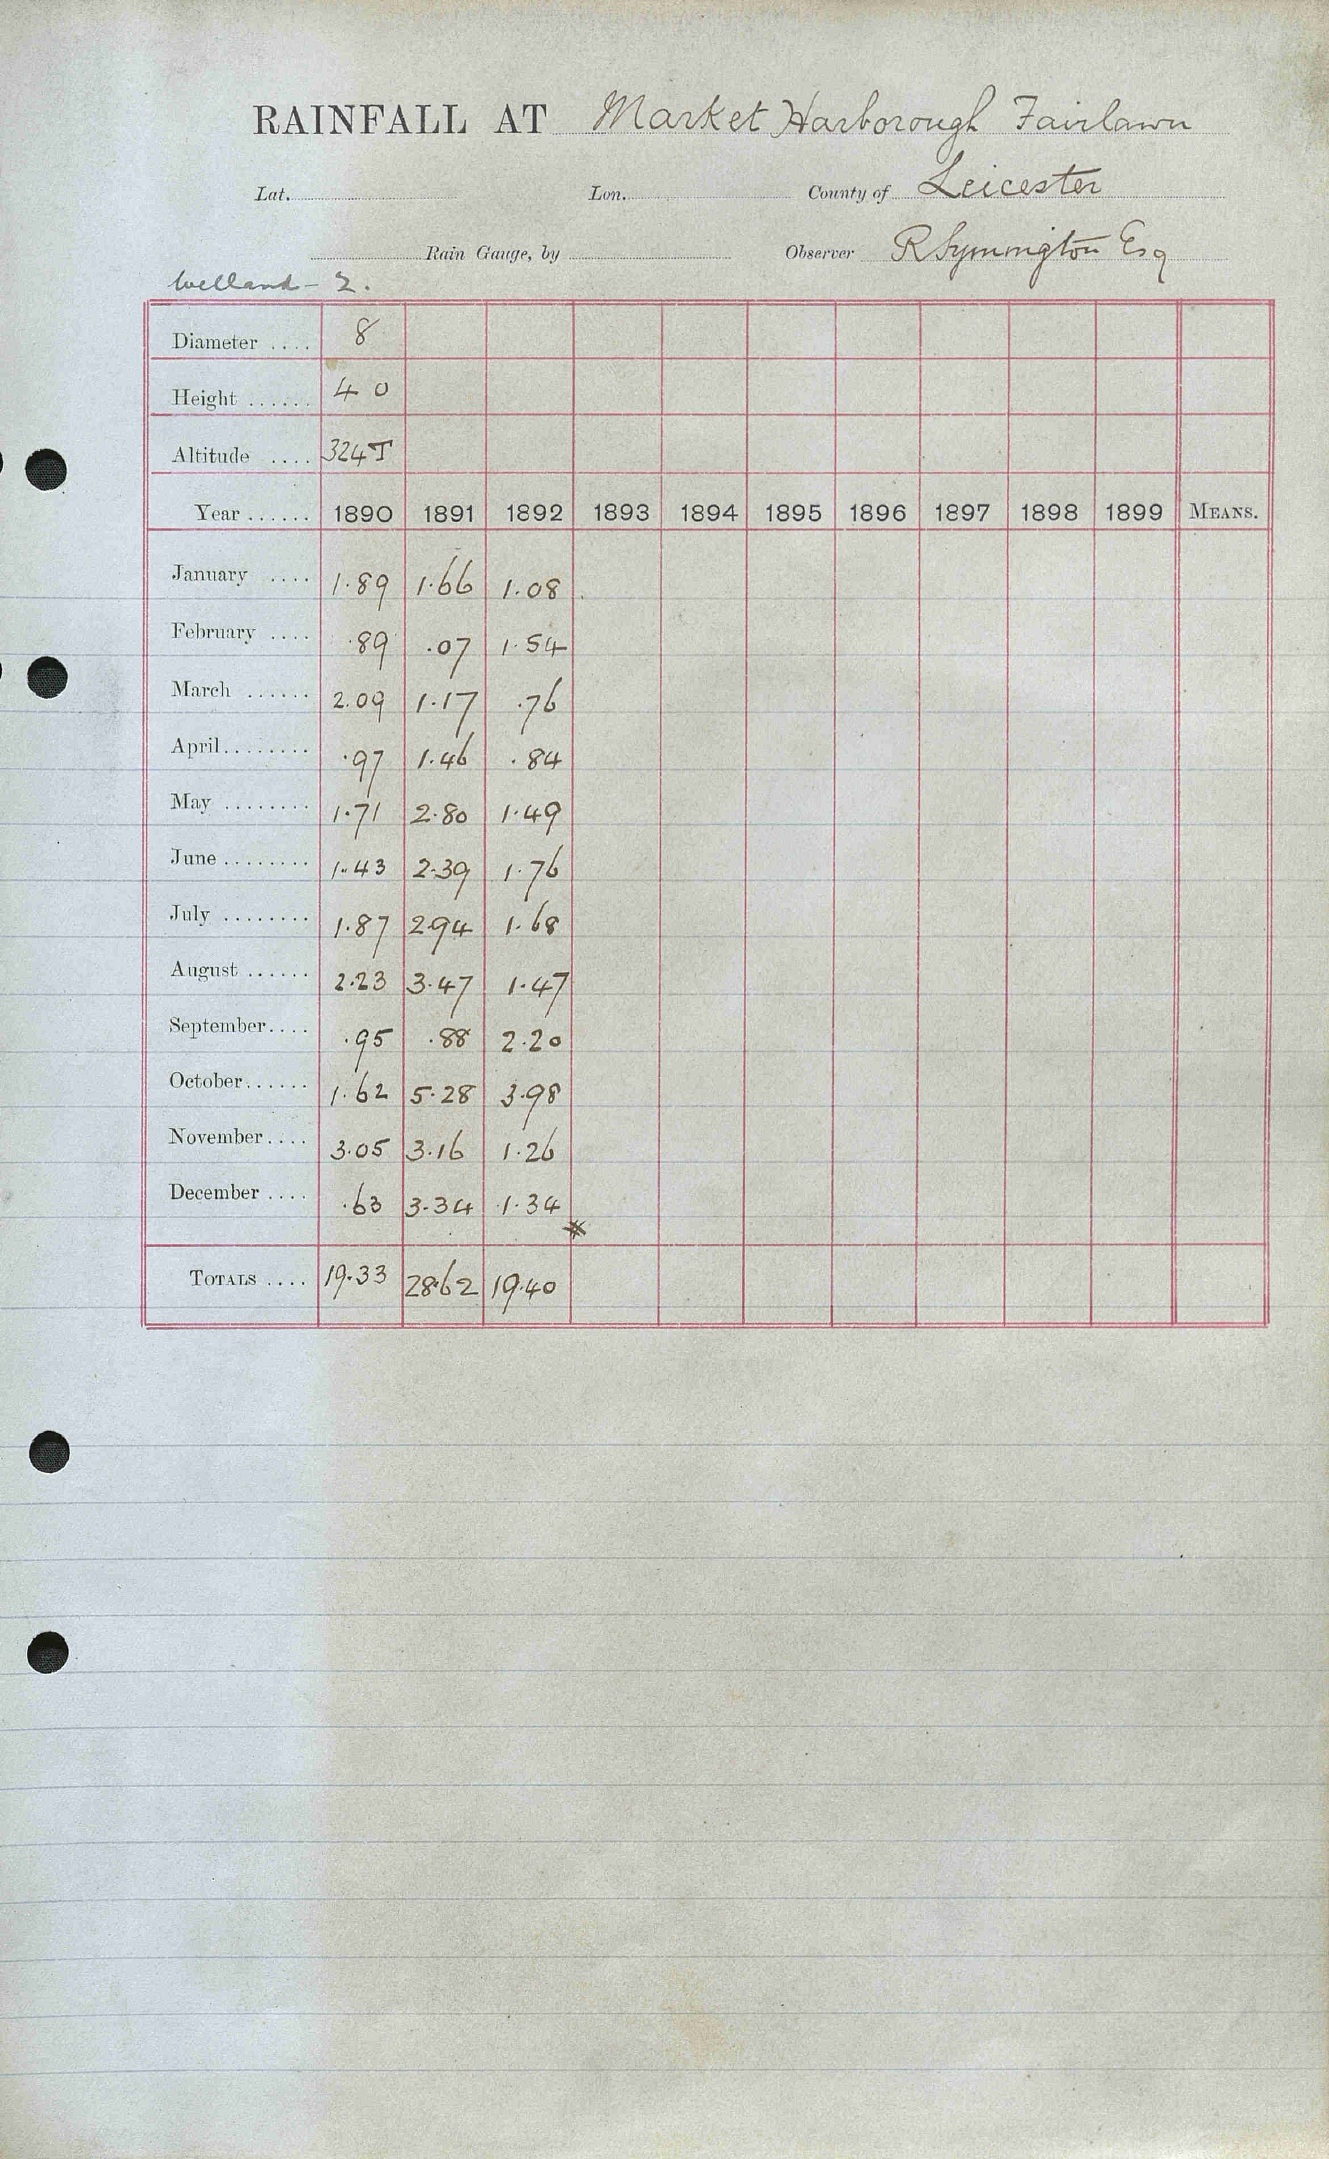 RAINFALL AT Market Harborough Fairlawn
Lat. Lon. County of Leicester
Rain Gauge, by Observer R Symington Esq
Welland - 2.
Diameter .... 8
Height ...... 4 0
Altitude .... 324T
Year ...... 1890 1891 1892 1893 1894 1895 1896 1897 1898 1899 MEANS.
January .... 1.89 1.66 1.08
February .... .89 .07 1.54
March ...... 2.09 1.17 .76
April........ .97 1.46 .84
May ........ 1.71 2.80 1.49
June ........ 1.43 2.39 1.76
July ........ 1.87 2.94 1.68
August ...... 2.23 3.47 1.47
September.... .95 .88 2.20
October...... 1.62 5.28 3.98
November.... 3.05 3.16 1.26
December .... .63 3.34 1.34
TOTALS .... 19.33 28.62 19.40